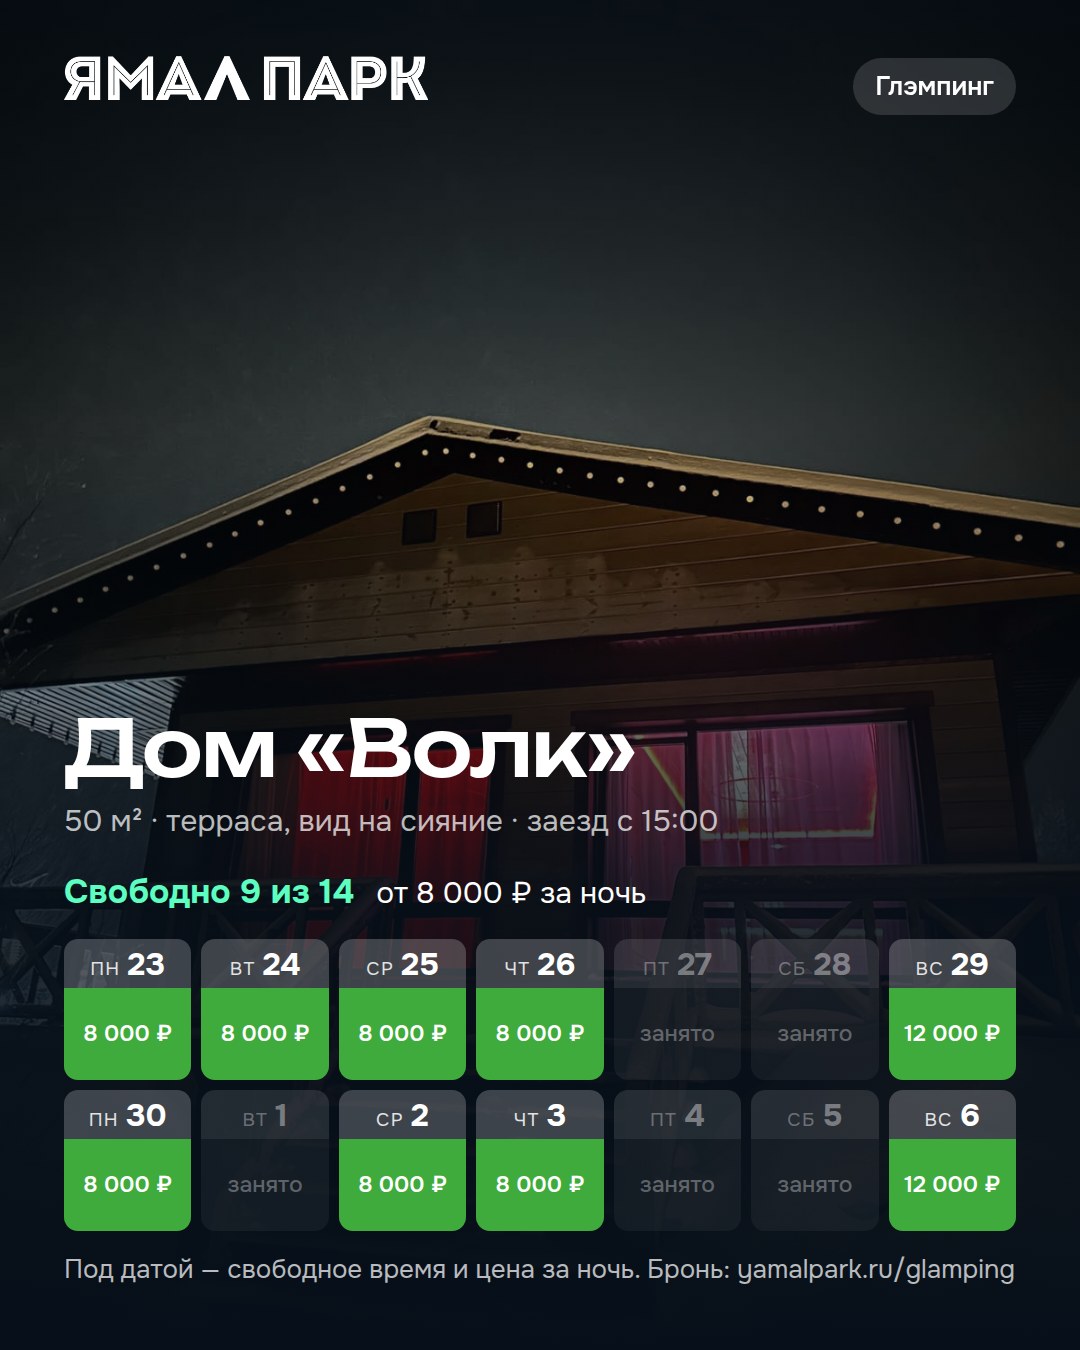 ЯМАЛ ПАРК
Глэмпинг
Дом «Волк»
50 м² · терраса, вид на сияние · заезд с 15:00
Свободно 9 из 14 от 8 000 ₽ за ночь
ПН 23 ВТ 24 СР 25 ЧТ 26 ПТ 27 СБ 28 ВС 29
8 000 ₽ 8 000 ₽ 8 000 ₽ 8 000 ₽ занято занято 12 000 ₽
ПН 30 ВТ 1 СР 2 ЧТ 3 ПТ 4 СБ 5 ВС 6
8 000 ₽ занято 8 000 ₽ 8 000 ₽ занято занято 12 000 ₽
Под датой — свободное время и цена за ночь. Бронь: yamalpark.ru/glamping